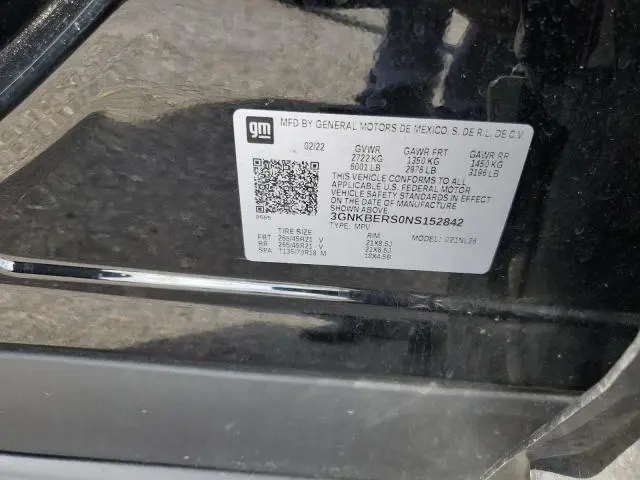 gm
MFD BY GENERAL MOTORS DE MEXICO, S. DE R.L. DE C.V
02/22 GVWR GAWR FRT GAWR RR
2722 KG 1350 KG 1450 KG
6001 LB 2976 LB 3196 LB
THIS VEHICLE CONFORMS TO ALL
APPLICABLE U.S. FEDERAL MOTOR
VEHICLE SAFETY STANDARDS IN EFFECT
ON THE DATE OF MANUFACTURE SHOWN
ABOVE.
3GNKBERS0NS152842
TYPE: MPV MODEL:
TIRE SIZE RIM
FRT 265/45R21 V 21X8.5J
RR 265/45R21 V 21X8.5J
SPA T135/70R18 M 18X4.5B